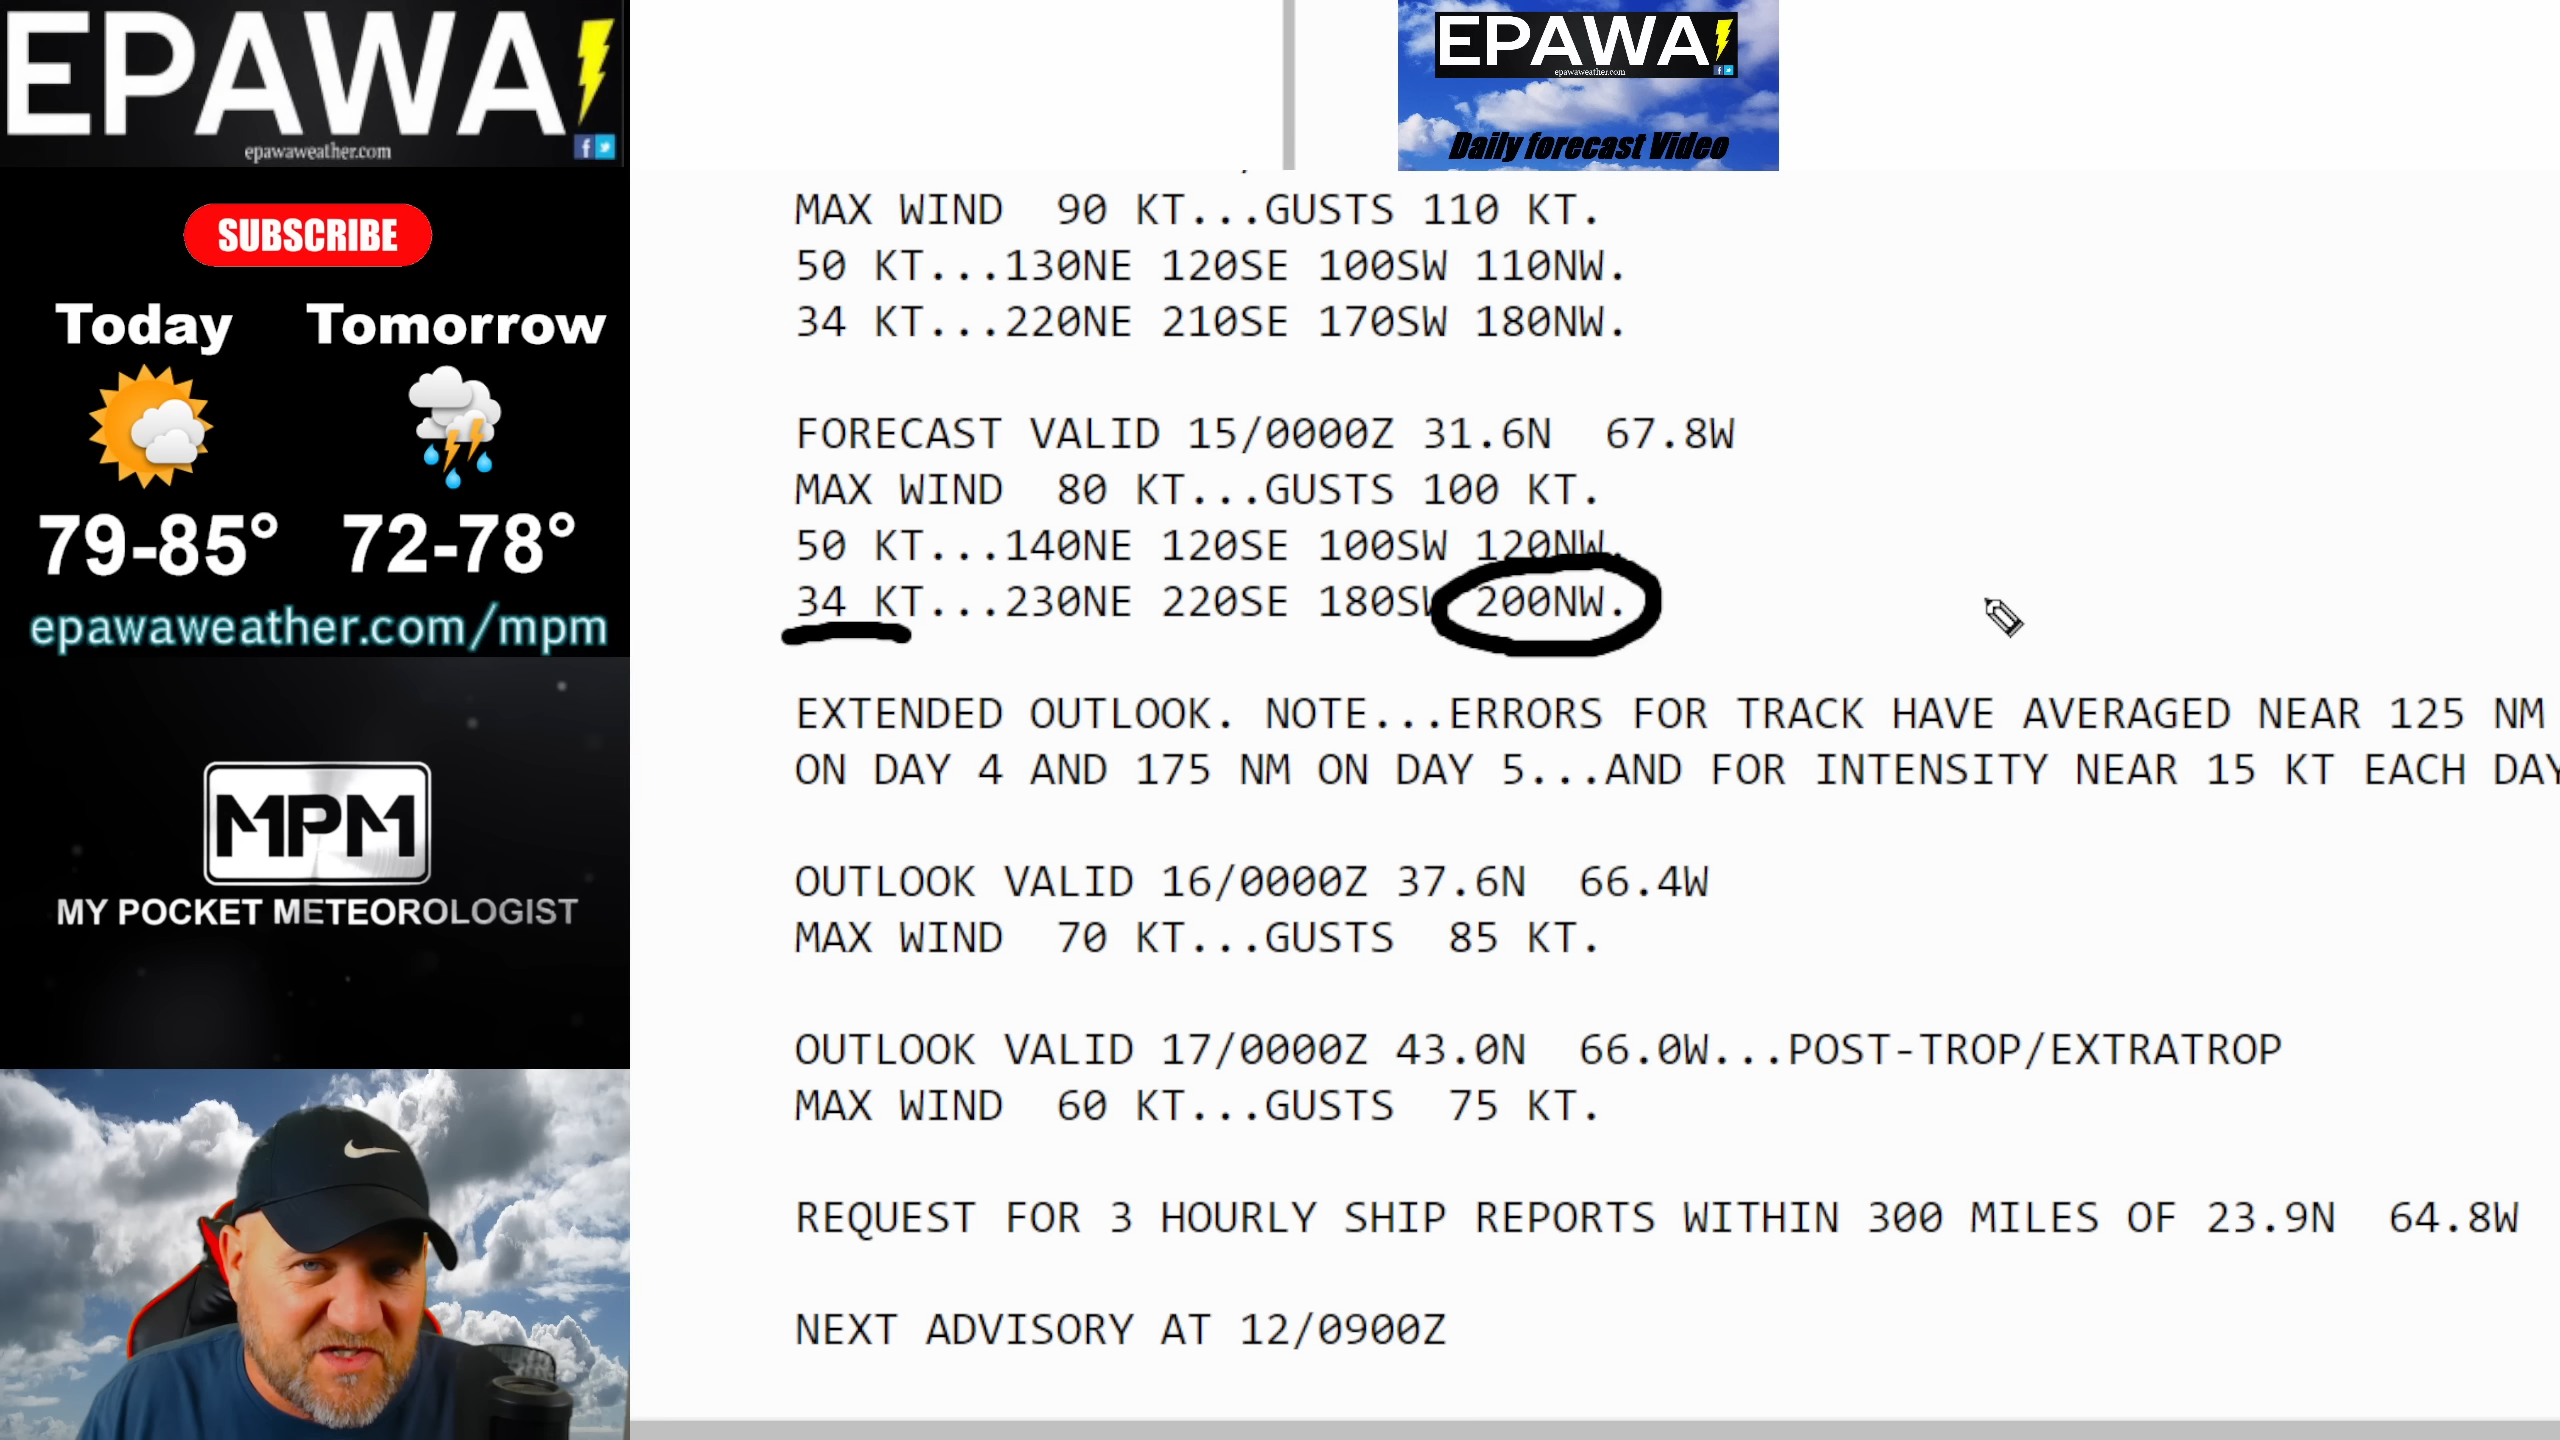 EPAWA
epawaweather.com
SUBSCRIBE
Today Tomorrow
79-85° 72-78°
epawaweather.com/mpm
MPM
MY POCKET METEOROLOGIST
EPAWA
epawaweather.com
Daily forecast Video
MAX WIND 90 KT...GUSTS 110 KT.
50 KT...130NE 120SE 100SW 110NW.
34 KT...220NE 210SE 170SW 180NW.
FORECAST VALID 15/0000Z 31.6N 67.8W
MAX WIND 80 KT...GUSTS 100 KT.
50 KT...140NE 120SE 100SW 120NW.
34 KT...230NE 220SE 180SW 200NW.
EXTENDED OUTLOOK. NOTE...ERRORS FOR TRACK HAVE AVERAGED NEAR 125 NM
ON DAY 4 AND 175 NM ON DAY 5...AND FOR INTENSITY NEAR 15 KT EACH DAY
OUTLOOK VALID 16/0000Z 37.6N 66.4W
MAX WIND 70 KT...GUSTS 85 KT.
OUTLOOK VALID 17/0000Z 43.0N 66.0W...POST-TROP/EXTRATROP
MAX WIND 60 KT...GUSTS 75 KT.
REQUEST FOR 3 HOURLY SHIP REPORTS WITHIN 300 MILES OF 23.9N 64.8W
NEXT ADVISORY AT 12/0900Z